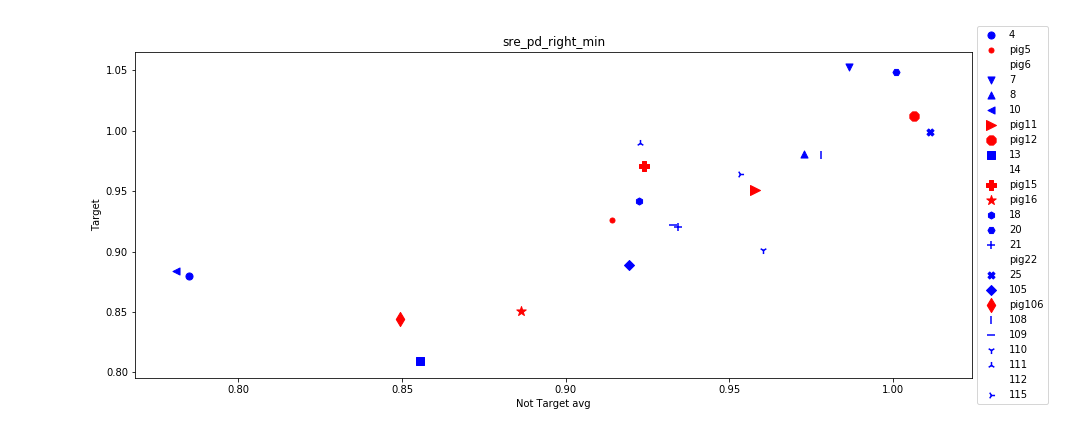 sre_pd_right_min
1.05
1.00
0.95
0.90
0.85
0.80
Target
0.80
0.85
0.90
0.95
1.00
Not Target avg
4
pig5
pig6
7
8
10
pig11
pig12
13
14
pig15
pig16
18
20
21
pig22
25
105
pig106
108
109
110
111
112
115